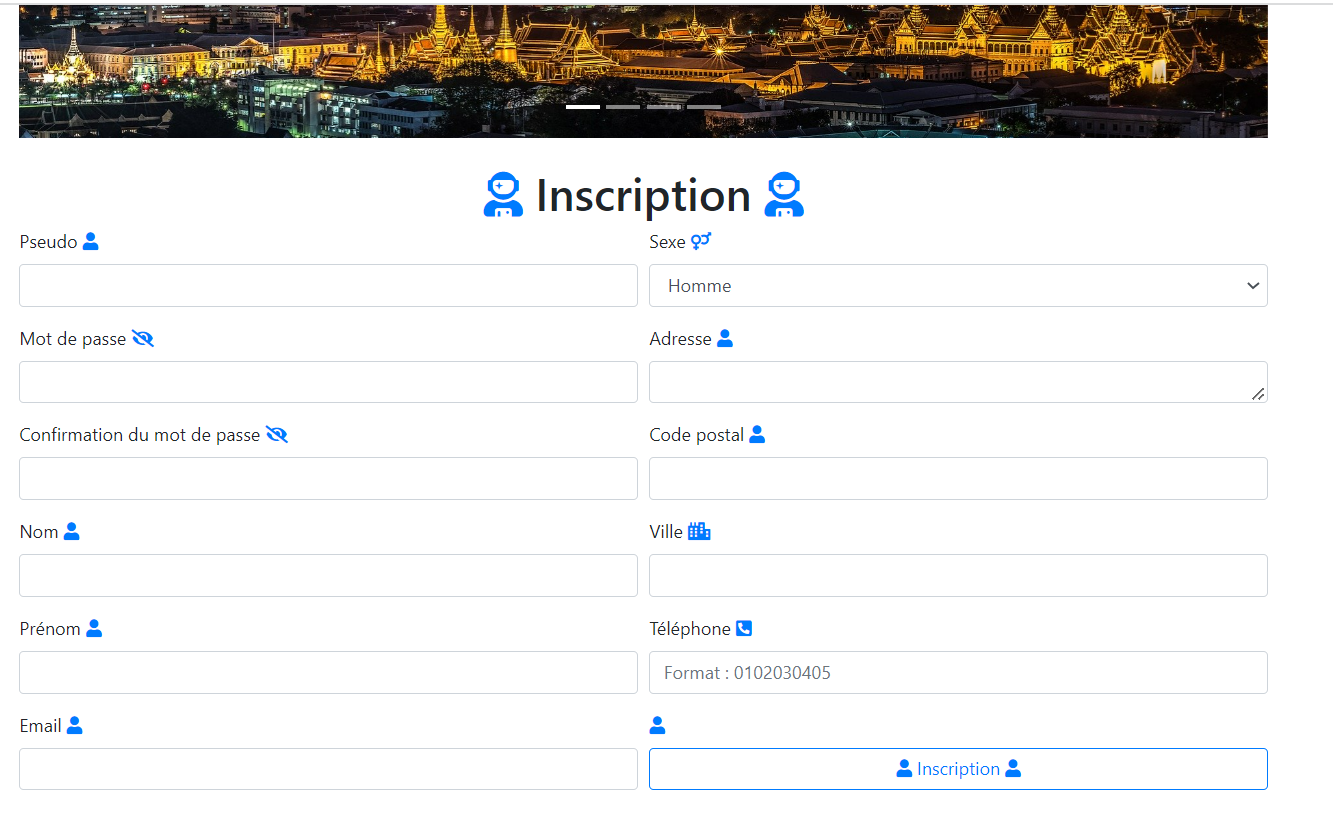 Inscription
Pseudo
Sexe
Homme
Mot de passe
Adresse
Confirmation du mot de passe
Code postal
Nom
Ville
Prénom
Téléphone
Format : 0102030405
Email
Inscription